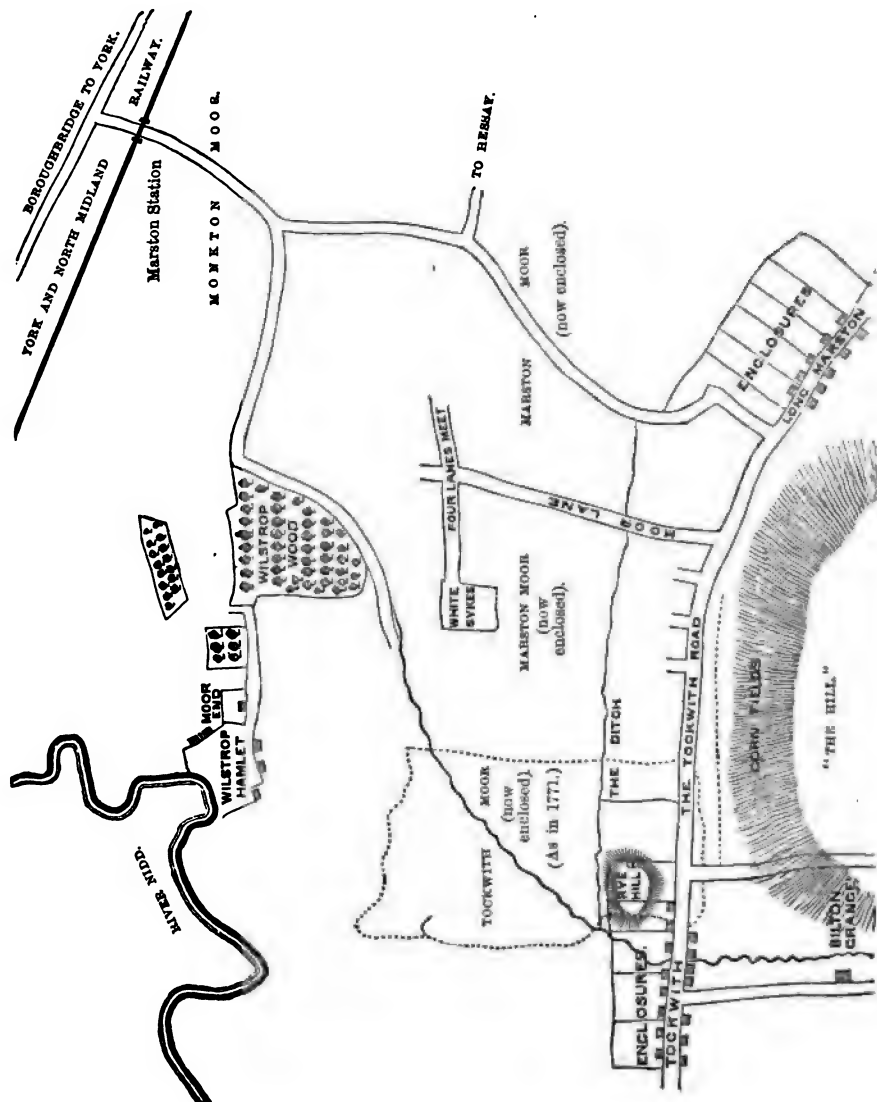 BOROUGHBRIDGE TO YORK.
YORK AND NORTH MIDLAND
RAILWAY.
Marston Station
MONKTON MOOR.
TO HESSAY.
WILSTROP
WOOD
MOOR
END
WILSTROP
HAMLET
RIVER NIDD.
FOUR LANES MEET
WHITE
SYKES
MARSTON MOOR
(now enclosed).
MARSTON MOOR
(now
enclosed).
MOOR LANE
ENCLOSURES
LONG MARSTON
TOCKWITH MOOR
(now
enclosed).
(As in 1771.)
THE DITCH
RYE
HILL
THE TOCKWITH ROAD
ENCLOSURES.
TOCKWITH
CORN FIELDS
"THE HILL."
BILTON
GRANGE